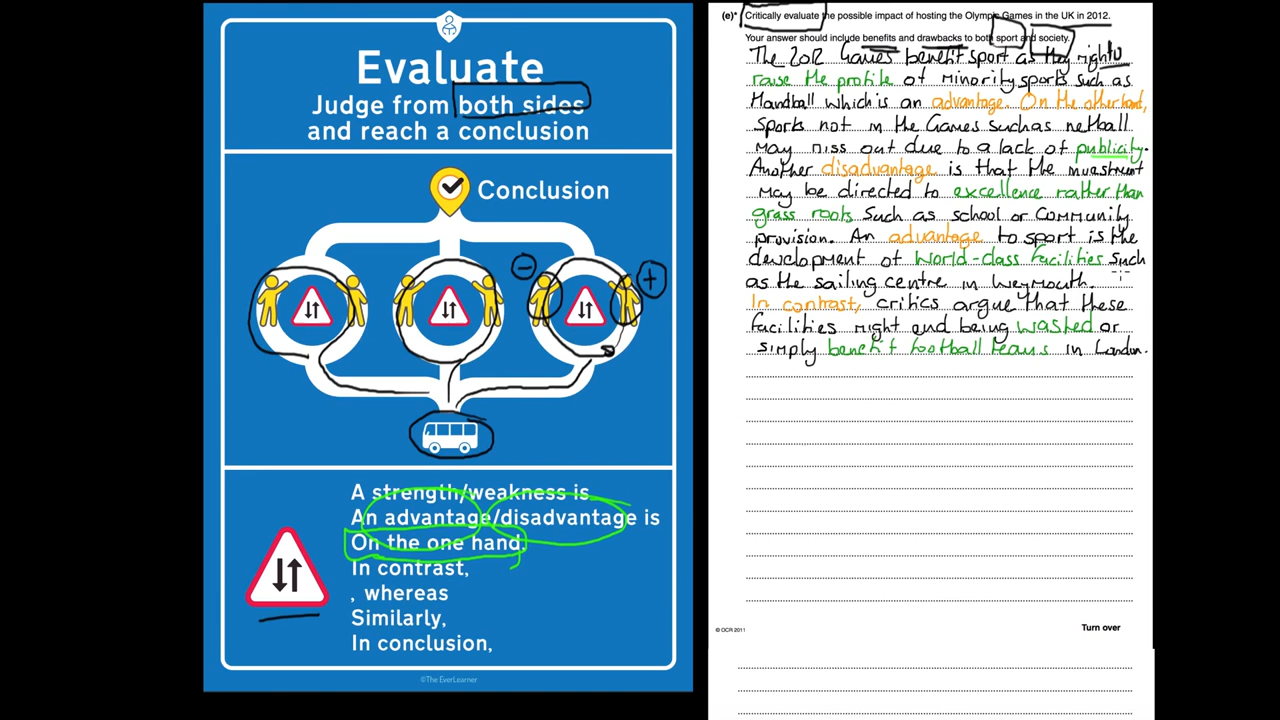 Evaluate
Judge from both sides
and reach a conclusion
Conclusion
−
+
A strength/weakness is
An advantage/disadvantage is
On the one hand,
In contrast,
, whereas
Similarly,
In conclusion,
©The EverLearner
(e)* Critically evaluate the possible impact of hosting the Olympic Games in the UK in 2012.
Your answer should include benefits and drawbacks to both sport and society.
The 2012 Games benefit sport as they might
raise the profile of minority sports such as
Handball which is an advantage. On the other hand,
sports not in the Games such as netball
may miss out due to a lack of publicity.
Another disadvantage is that the investment
may be directed to excellence rather than
grass roots such as school or community
provision. An advantage to sport is the
development of world-class facilities such
as the sailing centre in Weymouth.
In contrast, critics argue that these
facilities might end being wasted or
simply benefit football teams in London.
© OCR 2011
Turn over